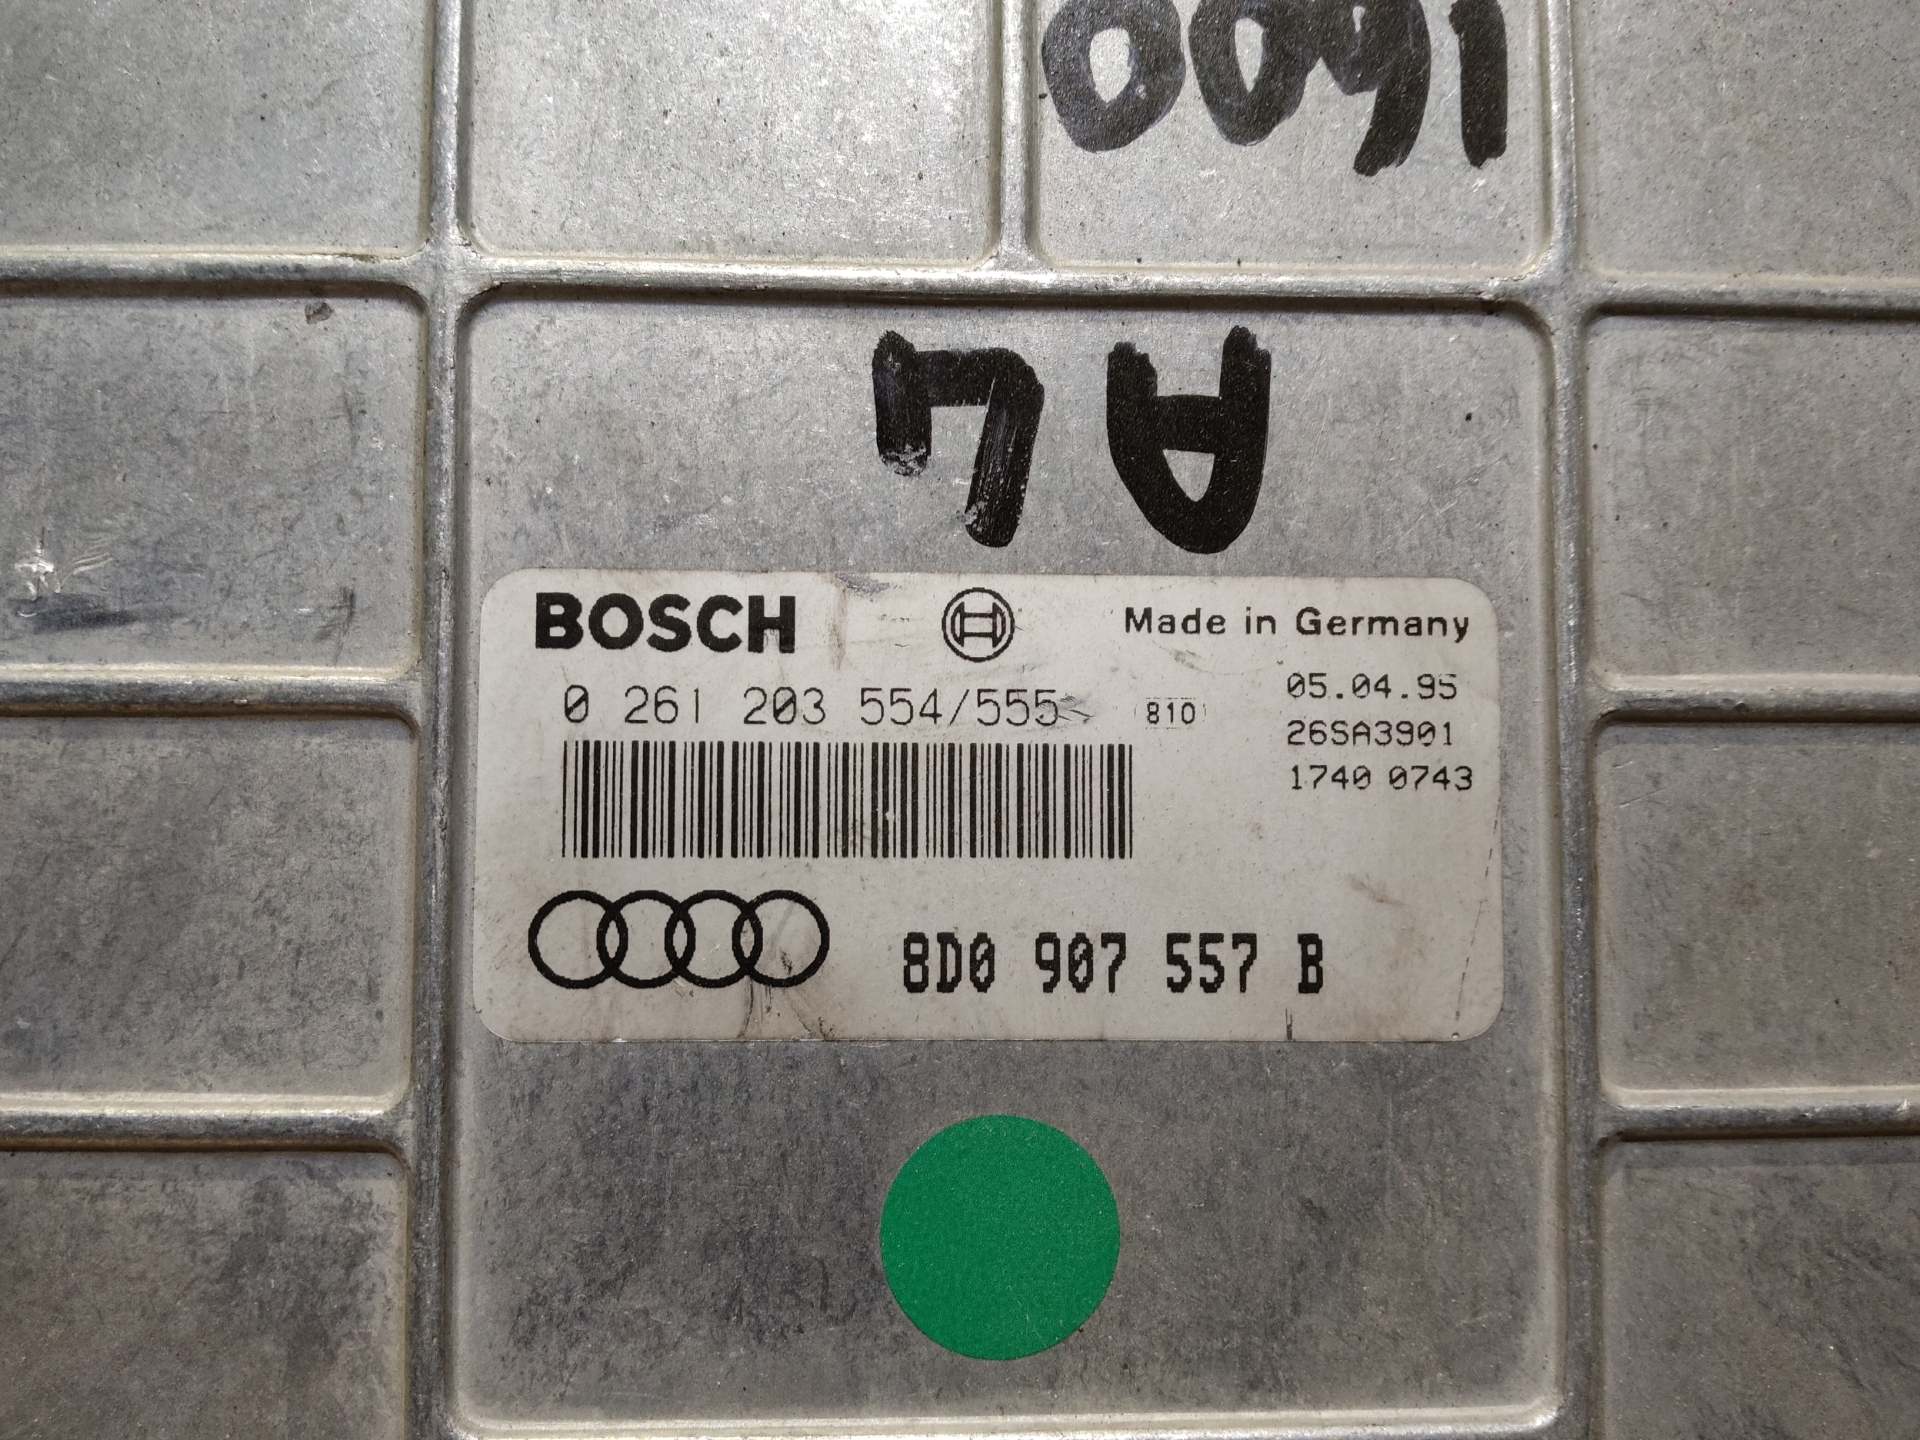 1600
A4
BOSCH Made in Germany
0 261 203 554/555 810 05.04.95
26SA3901
1740 0743
8D0 907 557 B